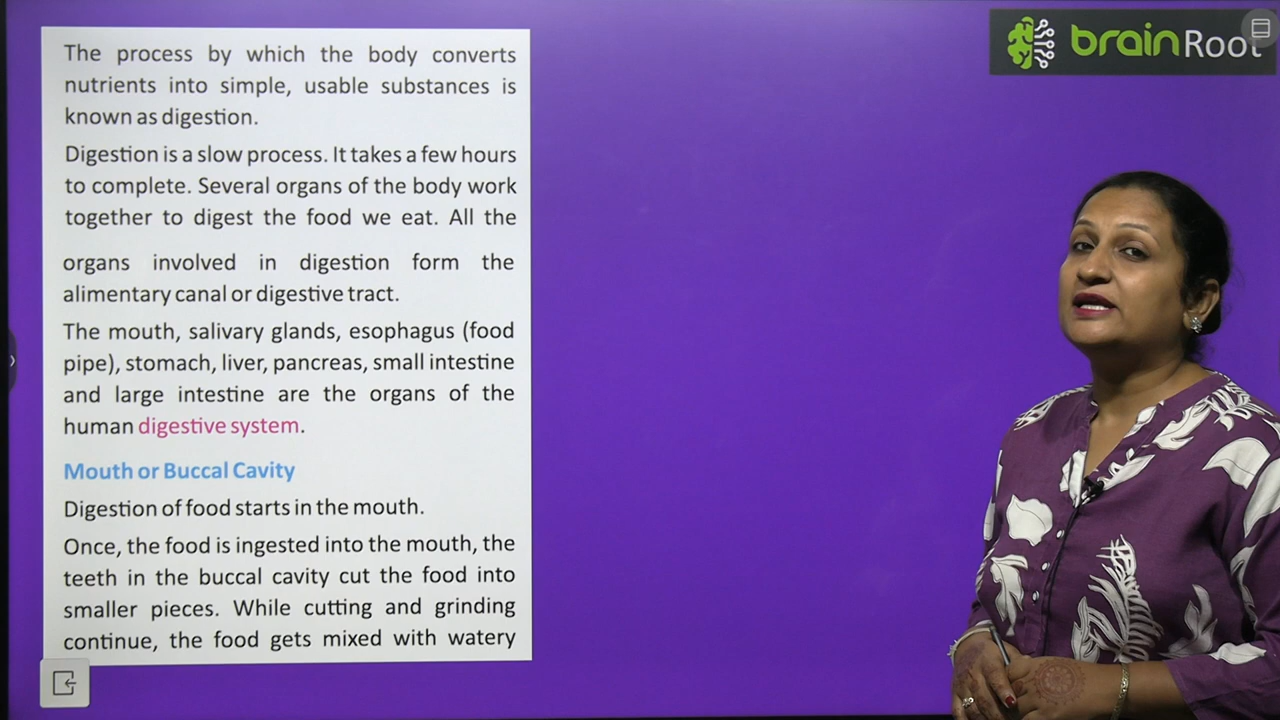 The process by which the body converts
nutrients into simple, usable substances is
known as digestion.
Digestion is a slow process. It takes a few hours
to complete. Several organs of the body work
together to digest the food we eat. All the
organs involved in digestion form the
alimentary canal or digestive tract.
The mouth, salivary glands, esophagus (food
pipe), stomach, liver, pancreas, small intestine
and large intestine are the organs of the
human digestive system.
Mouth or Buccal Cavity
Digestion of food starts in the mouth.
Once, the food is ingested into the mouth, the
teeth in the buccal cavity cut the food into
smaller pieces. While cutting and grinding
continue, the food gets mixed with watery
brainRoot